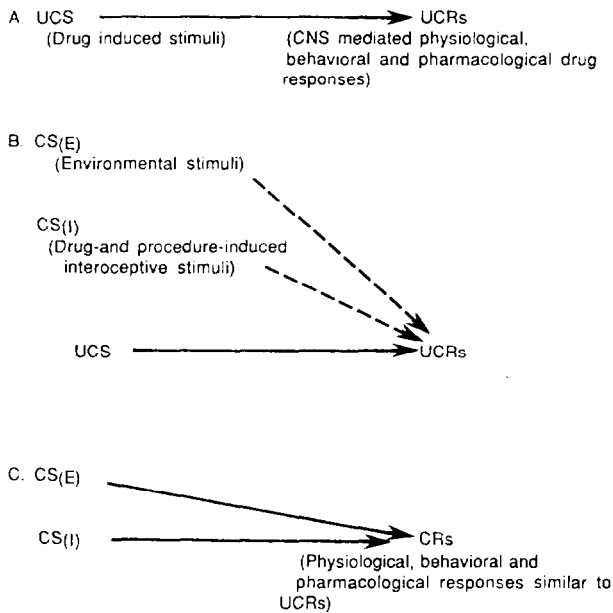 A. UCS UCRs
(Drug induced stimuli) (CNS mediated physiological,
behavioral and pharmacological drug
responses)
B. CS(E)
(Environmental stimuli)
CS(I)
(Drug-and procedure-induced
interoceptive stimuli)
UCS UCRs
C. CS(E)
CS(I) CRs
(Physiological, behavioral and
pharmacological responses similar to
UCRs)